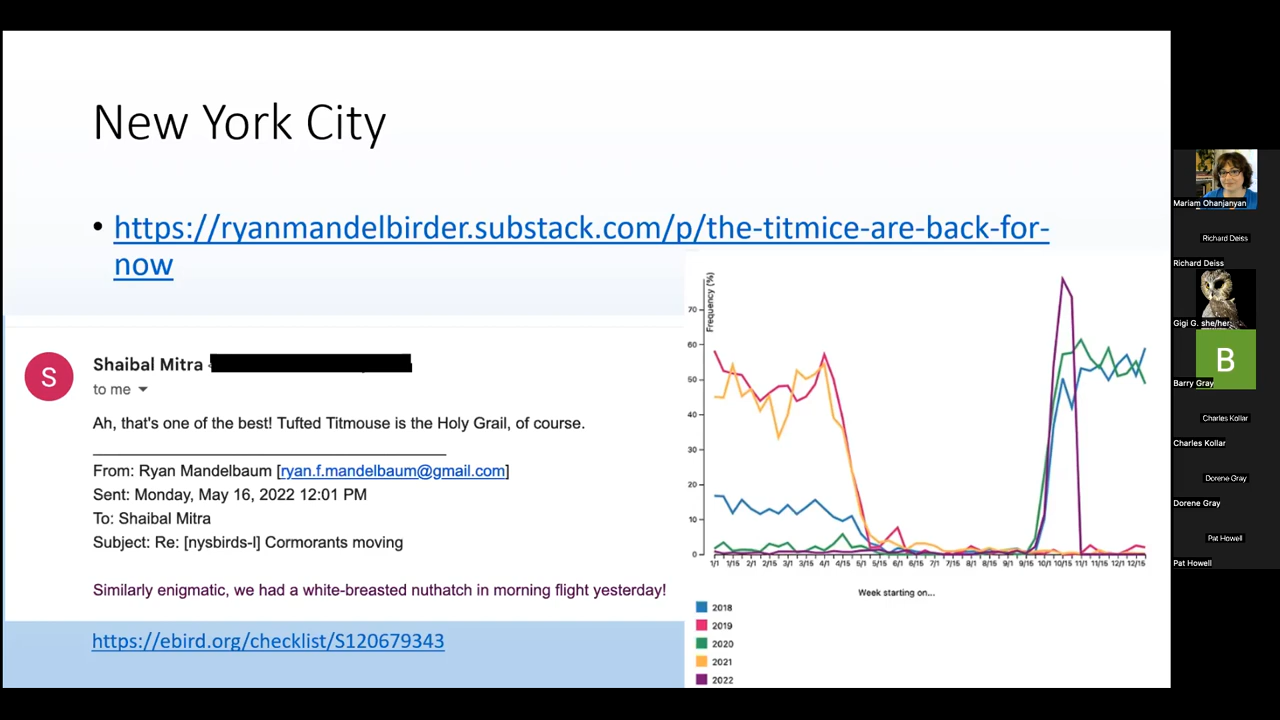 New York City
• https://ryanmandelbirder.substack.com/p/the-titmice-are-back-for-
now
S
Shaibal Mitra
to me
Ah, that's one of the best! Tufted Titmouse is the Holy Grail, of course.
From: Ryan Mandelbaum [ryan.f.mandelbaum@gmail.com]
Sent: Monday, May 16, 2022 12:01 PM
To: Shaibal Mitra
Subject: Re: [nysbirds-l] Cormorants moving
Similarly enigmatic, we had a white-breasted nuthatch in morning flight yesterday!
https://ebird.org/checklist/S120679343
Frequency (%)
70
60
50
40
30
20
10
0
1/1 1/15 2/1 2/15 3/1 3/15 4/1 4/15 5/1 5/15 6/1 6/15 7/1 7/15 8/1 8/15 9/1 9/15 10/1 10/15 11/1 11/15 12/1 12/15
Week starting on...
2018
2019
2020
2021
2022
Mariam Ohanjanyan
Richard Deiss
Richard Deiss
Gigi G. she/her
B
Barry Gray
Charles Kollar
Charles Kollar
Dorene Gray
Dorene Gray
Pat Howell
Pat Howell